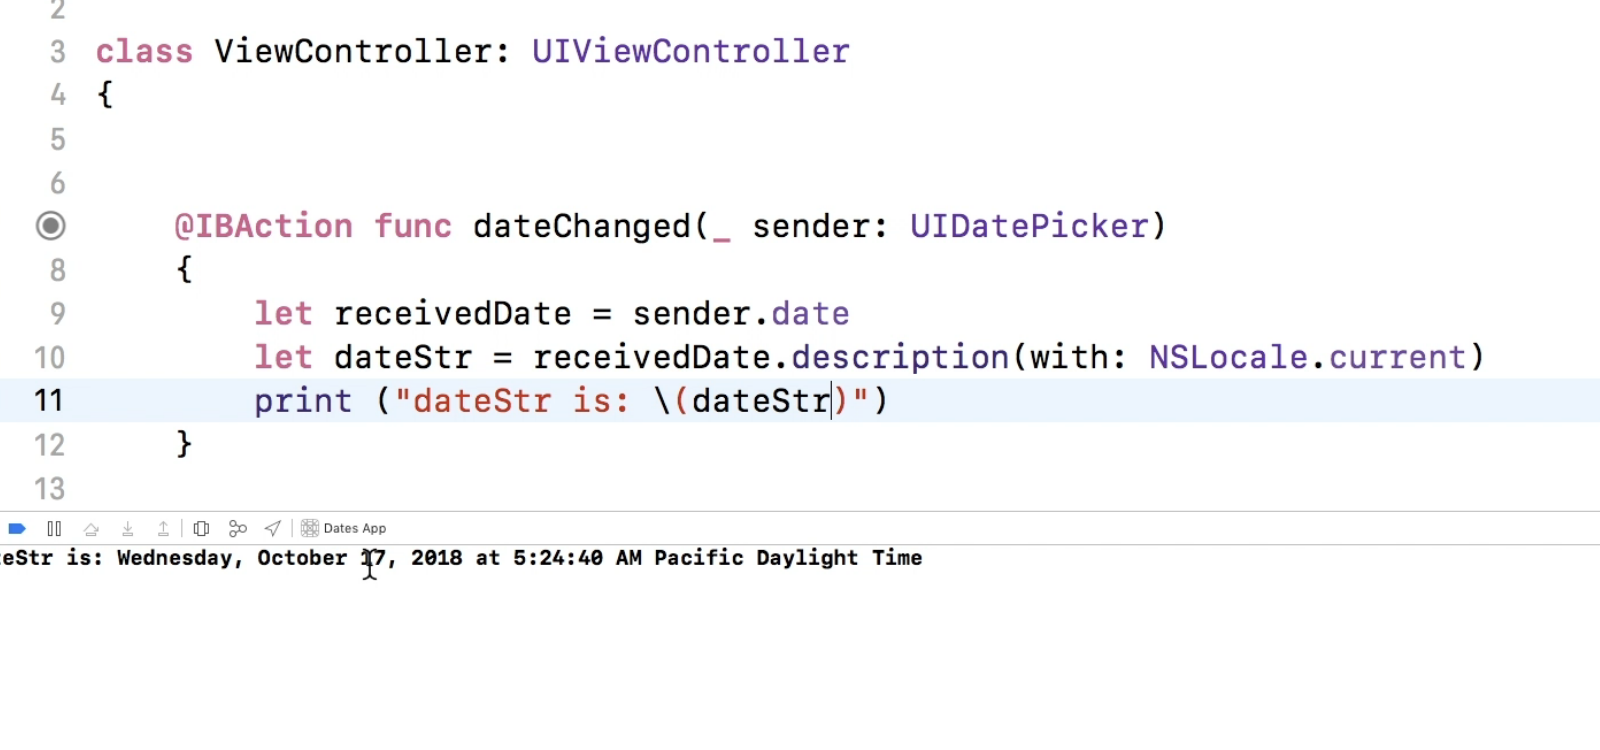 2
3 class ViewController: UIViewController
4 {
5
6
@IBAction func dateChanged(_ sender: UIDatePicker)
8 {
9 let receivedDate = sender.date
10 let dateStr = receivedDate.description(with: NSLocale.current)
11 print ("dateStr is: \(dateStr)")
12 }
13
Dates App
eStr is: Wednesday, October 17, 2018 at 5:24:40 AM Pacific Daylight Time